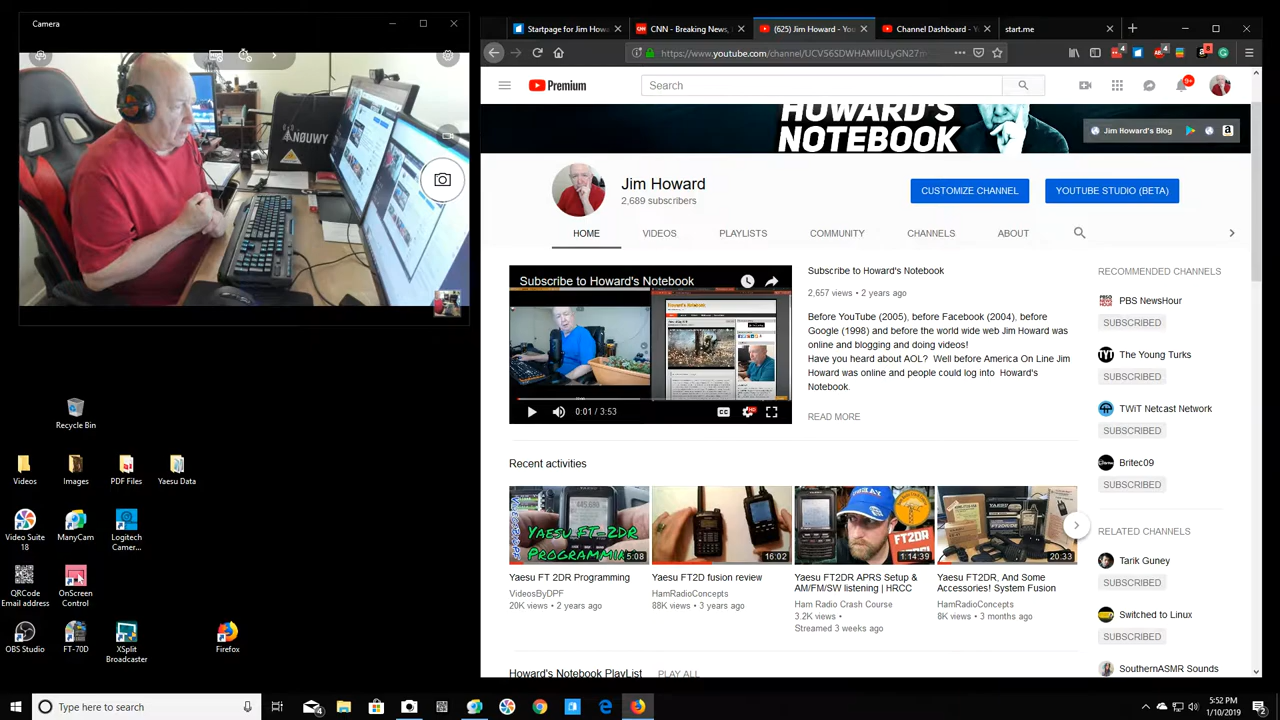 Camera
NØUWY
Recycle Bin
Videos
Images
PDF Files
Yaesu Data
Video Suite
18
ManyCam
Logitech
Camer...
QRCode
Email address
OnScreen
Control
OBS Studio
FT-70D
XSplit
Broadcaster
Firefox
Startpage for Jim Howa
CNN - Breaking News,
(625) Jim Howard - You
Channel Dashboard - Yo
start.me
https://www.youtube.com/channel/UCVS6SDWHAMIIULyGN27
4
4
8
Premium
Search
9+
HOWARD'S
NOTEBOOK
Jim Howard's Blog
Jim Howard
2,689 subscribers
CUSTOMIZE CHANNEL
YOUTUBE STUDIO (BETA)
HOME
VIDEOS
PLAYLISTS
COMMUNITY
CHANNELS
ABOUT
Subscribe to Howard's Notebook
0:01 / 3:53
CC
HD
Subscribe to Howard's Notebook
2,657 views • 2 years ago
Before YouTube (2005), before Facebook (2004), before
Google (1998) and before the world wide web Jim Howard was
online and blogging and doing videos!
Have you heard about AOL? Well before America On Line Jim
Howard was online and people could log into Howard's
Notebook.
READ MORE
RECOMMENDED CHANNELS
PBS NewsHour
SUBSCRIBED
The Young Turks
SUBSCRIBED
TWiT Netcast Network
SUBSCRIBED
Britec09
SUBSCRIBED
RELATED CHANNELS
Tarik Guney
SUBSCRIBED
Switched to Linux
SUBSCRIBED
SouthernASMR Sounds
Recent activities
YAESU FT-2DR
PROGRAMMING
5:08
16:02
FT2DR
1:14:39
YAESU
20:33
Yaesu FT 2DR Programming
VideosByDPF
20K views • 2 years ago
Yaesu FT2D fusion review
HamRadioConcepts
88K views • 3 years ago
Yaesu FT2DR APRS Setup &
AM/FM/SW listening | HRCC
Ham Radio Crash Course
3.2K views •
Streamed 3 weeks ago
Yaesu FT2DR, And Some
Accessories! System Fusion
HamRadioConcepts
8K views • 3 months ago
Howard's Notebook PlayList
PLAY ALL
Type here to search
5:52 PM
1/10/2019
2